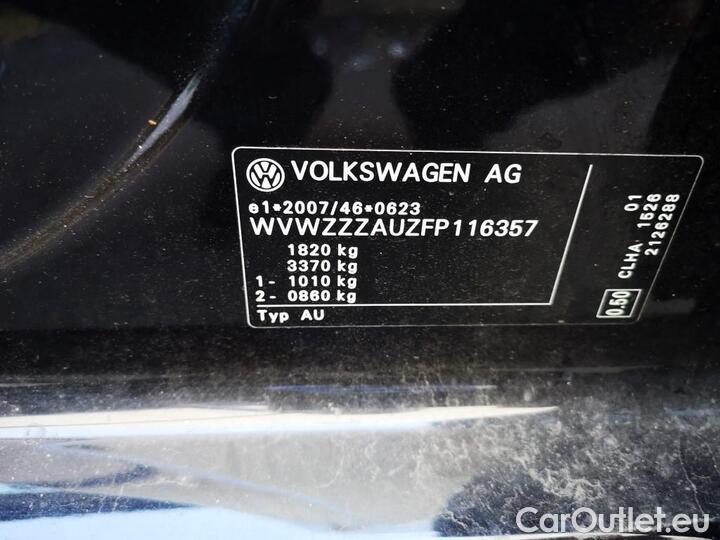 VOLKSWAGEN AG
e1*2007/46*0623
WVWZZZAUZFP116357
1820 kg
3370 kg
1- 1010 kg
2- 0860 kg
Typ AU
01
CLHA 1526
2126288
0.50
CarOutlet.eu